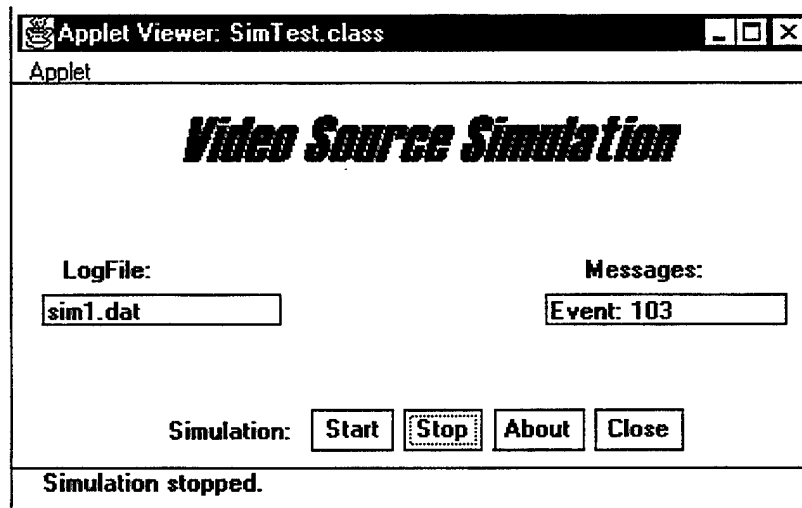 Applet Viewer: SimTest.class
Applet
Video Source Simulation
LogFile: Messages:
sim1.dat Event: 103
Simulation: Start Stop About Close
Simulation stopped.